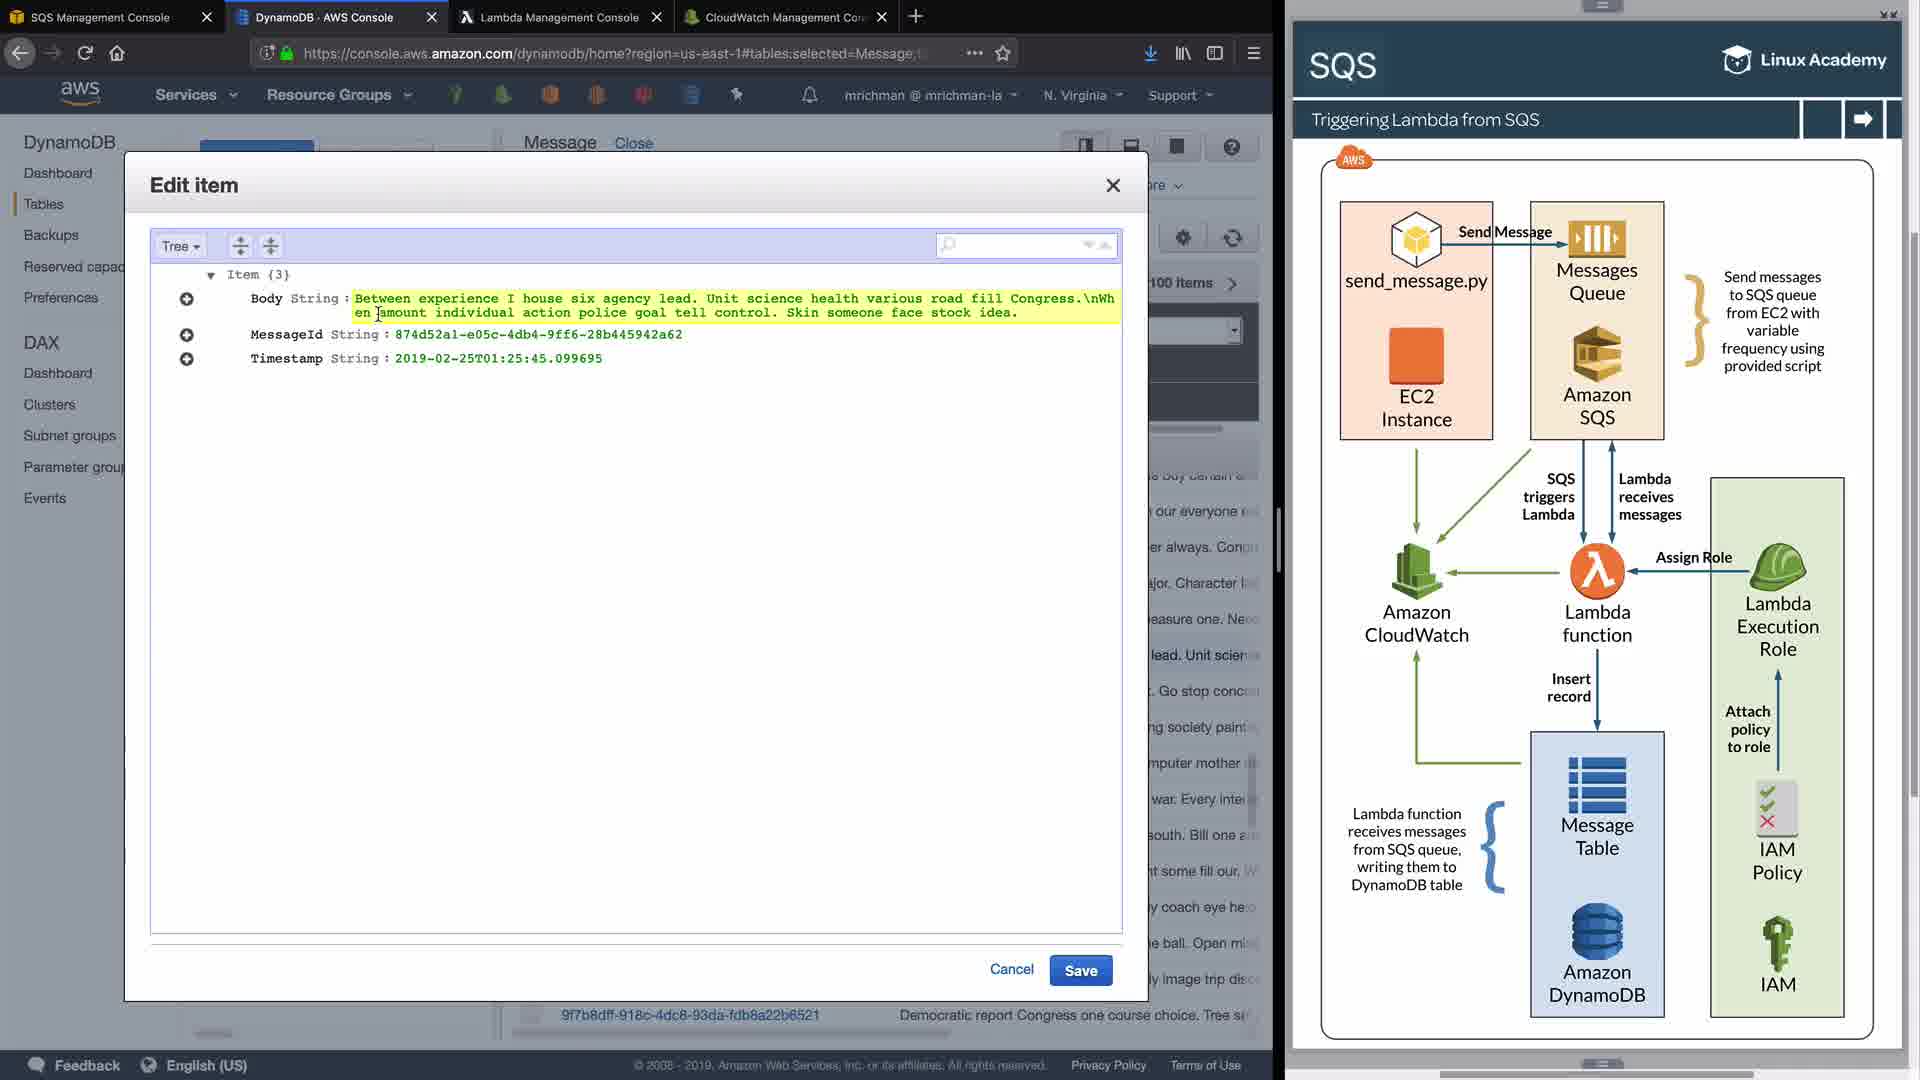 SQS Management Console
DynamoDB · AWS Console
Lambda Management Console
CloudWatch Management Con
https://console.aws.amazon.com/dynamodb/home?region=us-east-1#tables:selected=Message;t
aws
Services
Resource Groups
mrichman @ mrichman-la
N. Virginia
Support
DynamoDB
Dashboard
Tables
Backups
Reserved capac
Preferences
DAX
Dashboard
Clusters
Subnet groups
Parameter group
Events
Message
Close
Edit item
Tree
Item {3}
Body String : Between experience I house six agency lead. Unit science health various road fill Congress.\nWh
en amount individual action police goal tell control. Skin someone face stock idea.
MessageId String : 874d52a1-e05c-4db4-9ff6-28b445942a62
Timestamp String : 2019-02-25T01:25:45.099695
100 Items
our everyone
er always. Congr
ajor. Character
easure one.
lead. Unit scien
Go stop conc
ng society paint
mputer mother
war. Every inte
south. Bill one
nt some fill our.
y coach eye
e ball. Open
ly image trip disc
Cancel
Save
9f7b8dff-918c-4dc8-93da-fdb8a22b6521
Democratic report Congress one course choice. Tree
Feedback
English (US)
© 2008 - 2019, Amazon Web Services, Inc. or its affiliates. All rights reserved.
Privacy Policy
Terms of Use
SQS
Linux Academy
Triggering Lambda from SQS
AWS
send_message.py
EC2
Instance
Send Message
Messages
Queue
Amazon
SQS
Send messages
to SQS queue
from EC2 with
variable
frequency using
provided script
SQS
triggers
Lambda
Lambda
receives
messages
Amazon
CloudWatch
Lambda
function
Assign Role
Lambda
Execution
Role
Insert
record
Attach
policy
to role
Lambda function
receives messages
from SQS queue,
writing them to
DynamoDB table
Message
Table
Amazon
DynamoDB
IAM
Policy
IAM